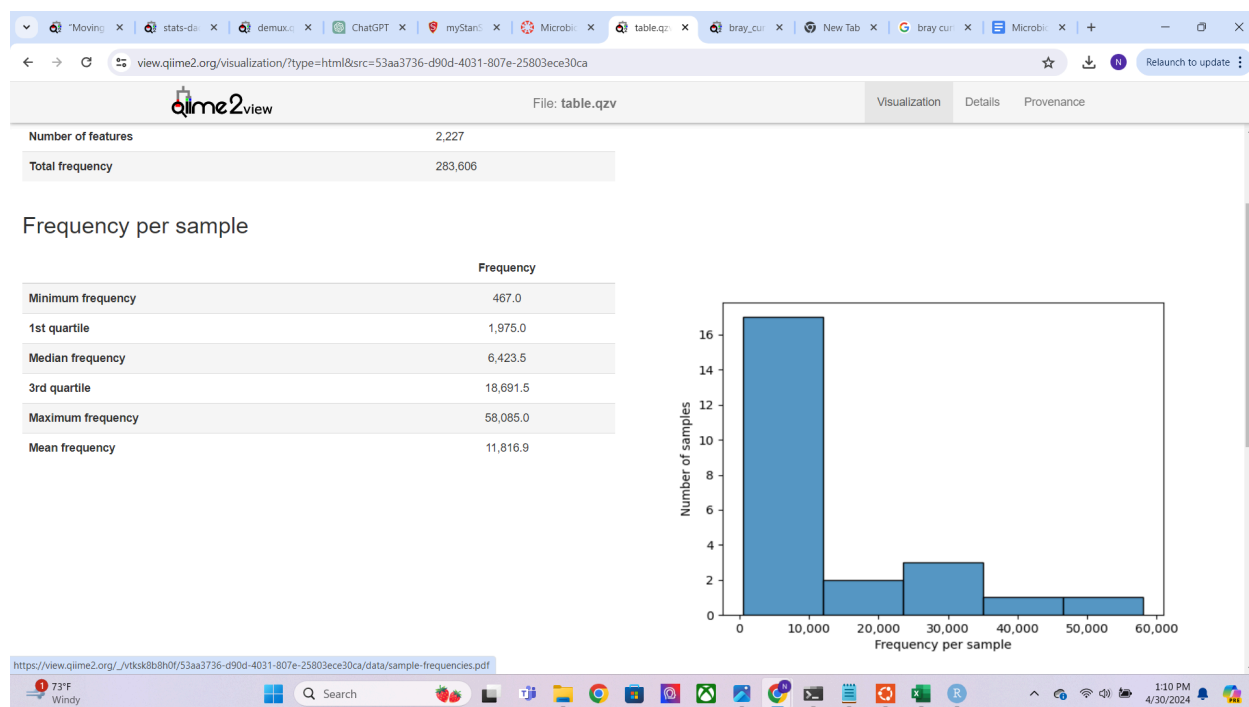 "Moving
stats-da
demux.c
ChatGPT
myStanS
Microbio
table.qzv
bray_cur
New Tab
bray curt
Microbio
view.qiime2.org/visualization/?type=html&src=53aa3736-d90d-4031-807e-25803ece30ca
N
Relaunch to update
qiime2view
File: table.qzv
Visualization Details Provenance
Number of features 2,227
Total frequency 283,606
Frequency per sample
Frequency
Minimum frequency 467.0
1st quartile 1,975.0
Median frequency 6,423.5
3rd quartile 18,691.5
Maximum frequency 58,085.0
Mean frequency 11,816.9
16
14
12
10
8
6
4
2
0
Number of samples
0 10,000 20,000 30,000 40,000 50,000 60,000
Frequency per sample
https://view.qiime2.org/_/vtksk8b8h0f/53aa3736-d90d-4031-807e-25803ece30ca/data/sample-frequencies.pdf
1
73°F
Windy
Search
1:10 PM
4/30/2024
PRE